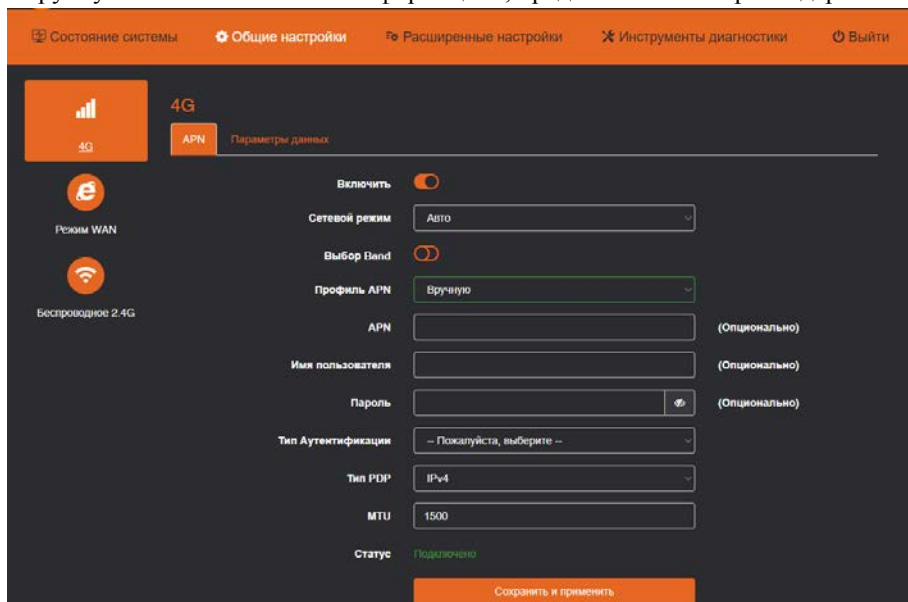 Состояние системы Общие настройки Расширенные настройки Инструменты диагностики Выйти
4G
4G
APN Параметры данных
Включить
Режим WAN
Сетевой режим Авто
Выбор Band
Беспроводное 2.4G
Профиль APN Вручную
APN (Опционально)
Имя пользователя (Опционально)
Пароль (Опционально)
Тип Аутентификации -- Пожалуйста, выберите --
Тип PDP IPv4
MTU 1500
Статус Подключено
Сохранить и применить